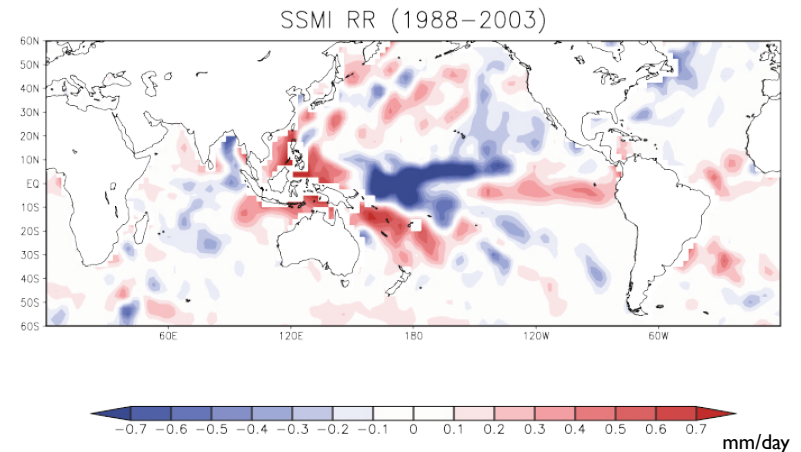 SSMI RR (1988−2003)
60N
50N
40N
30N
20N
10N
EQ
10S
20S
30S
40S
50S
60S
60E 120E 180 120W 60W
−0.7 −0.6 −0.5 −0.4 −0.3 −0.2 −0.1 0 0.1 0.2 0.3 0.4 0.5 0.6 0.7
mm/day